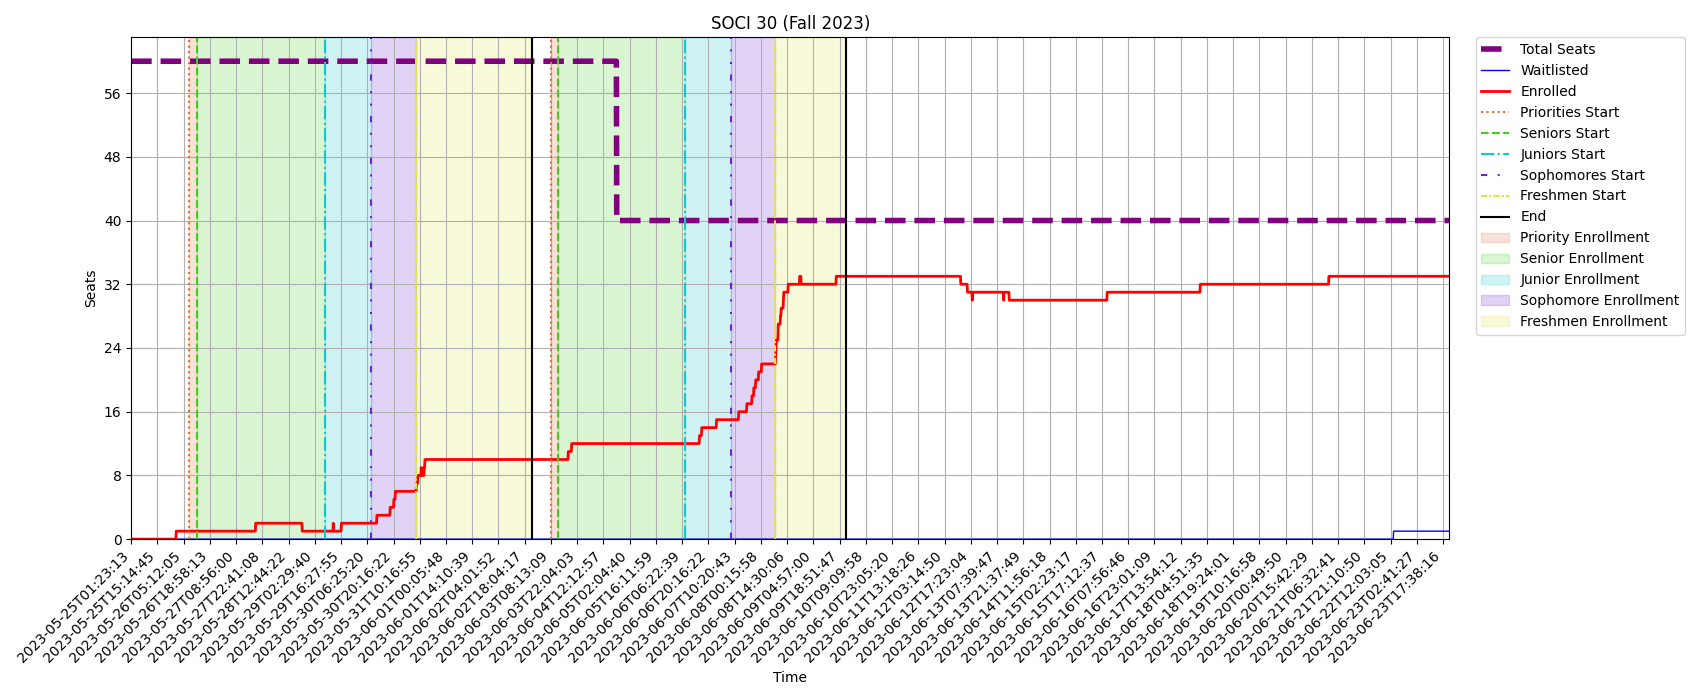 SOCI 30 (Fall 2023)
Total Seats
Waitlisted
Enrolled
Priorities Start
Seniors Start
Juniors Start
Sophomores Start
Freshmen Start
End
Priority Enrollment
Senior Enrollment
Junior Enrollment
Sophomore Enrollment
Freshmen Enrollment
Seats
56
48
40
32
24
16
8
0
2023-05-25T01:23:13
2023-05-25T15:14:45
2023-05-26T05:12:05
2023-05-26T18:58:13
2023-05-27T08:56:00
2023-05-27T22:41:08
2023-05-28T12:44:22
2023-05-29T02:29:40
2023-05-29T16:27:55
2023-05-30T06:25:20
2023-05-30T20:16:22
2023-05-31T10:16:55
2023-06-01T00:05:48
2023-06-01T14:10:39
2023-06-02T04:01:52
2023-06-02T18:04:17
2023-06-03T08:13:09
2023-06-03T22:04:03
2023-06-04T12:12:57
2023-06-05T02:04:40
2023-06-05T16:11:59
2023-06-06T06:22:39
2023-06-06T20:16:22
2023-06-07T10:20:43
2023-06-08T00:15:58
2023-06-08T14:30:06
2023-06-09T04:57:00
2023-06-09T18:51:47
2023-06-10T09:09:58
2023-06-10T23:05:20
2023-06-11T13:18:26
2023-06-12T03:14:50
2023-06-12T17:23:04
2023-06-13T07:39:47
2023-06-13T21:37:49
2023-06-14T11:56:18
2023-06-15T02:23:17
2023-06-15T17:12:37
2023-06-16T07:56:46
2023-06-16T23:01:09
2023-06-17T13:54:12
2023-06-18T04:51:35
2023-06-18T19:24:01
2023-06-19T10:16:58
2023-06-20T00:49:50
2023-06-20T15:42:29
2023-06-21T06:32:41
2023-06-21T21:10:50
2023-06-22T12:03:05
2023-06-23T02:41:27
2023-06-23T17:38:16
Time